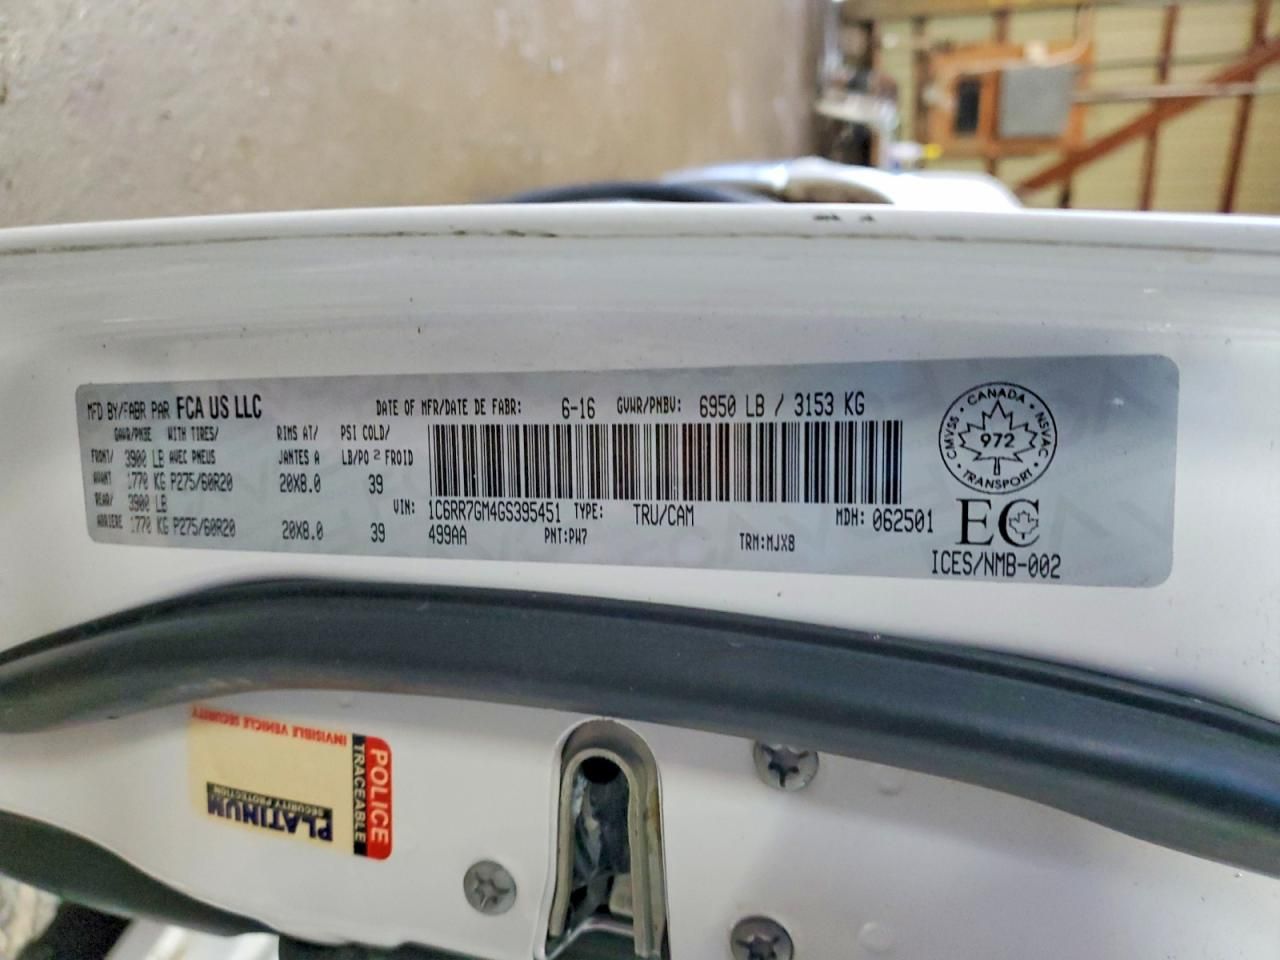 MFD BY/FABR PAR FCA US LLC DATE OF MFR/DATE DE FABR: 6-16 GVWR/PNBV: 6950 LB / 3153 KG
GAWR/PNBE WITH TIRES/ RIMS AT/ PSI COLD/
FRONT/ 3900 LB AVEC PNEUS JANTES A LB/PO² FROID
AVANT 1770 KG P275/60R20 20X8.0 39
REAR/ 3900 LB
ARRIERE 1770 KG P275/60R20 20X8.0 39
VIN: 1C6RR7GM4GS395451 TYPE: TRU/CAM MDH: 062501
499AA PNT:PW7 TRM:MJX8
CANADA
CMVSS NSVAC
972
TRANSPORT
EC
ICES/NMB-002
INVISIBLE VEHICLE SECURITY
POLICE
TRACEABLE
PLATINUM
SECURITY PROTECTION